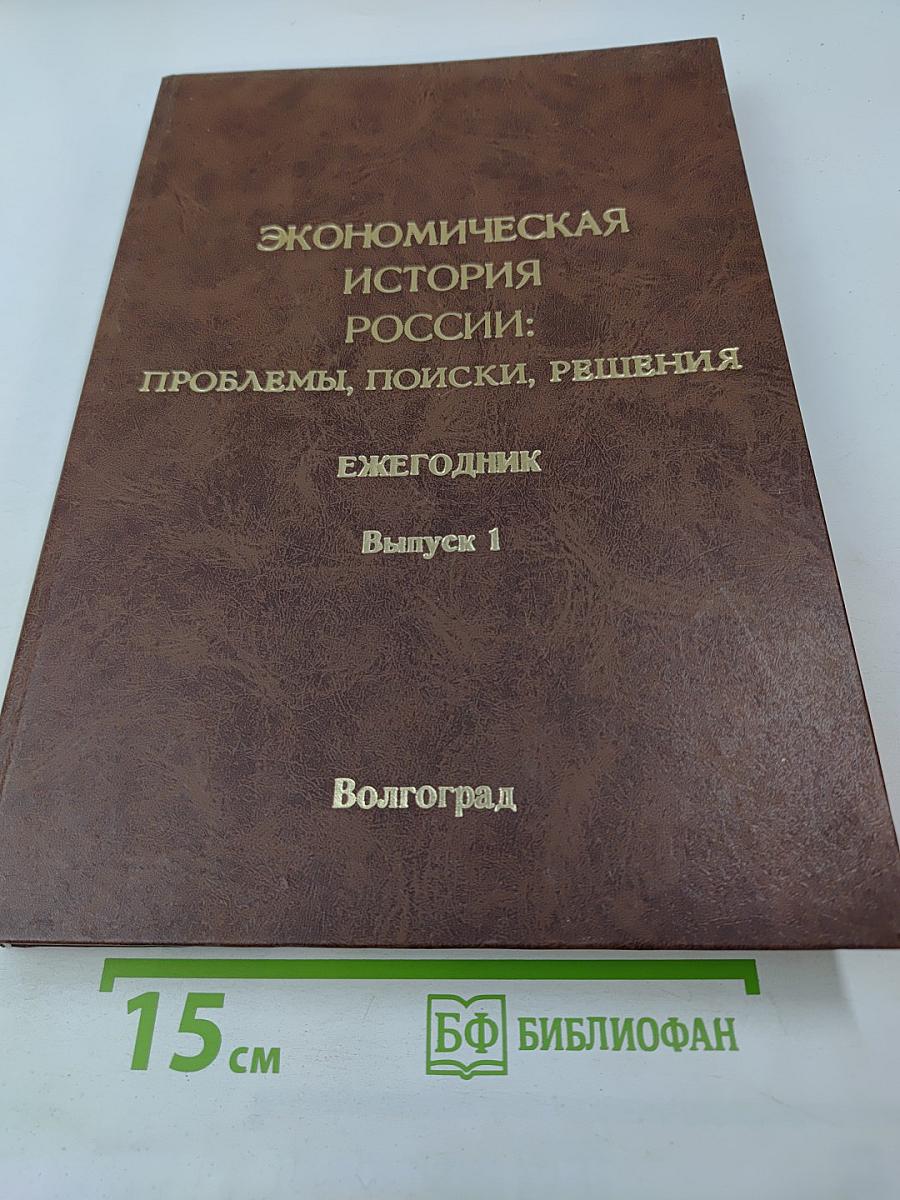 ЭКОНОМИЧЕСКАЯ
ИСТОРИЯ
РОССИИ:
ПРОБЛЕМЫ, ПОИСКИ, РЕШЕНИЯ
ЕЖЕГОДНИК
Выпуск 1
Волгоград
15 см
БФ БИБЛИОФАН